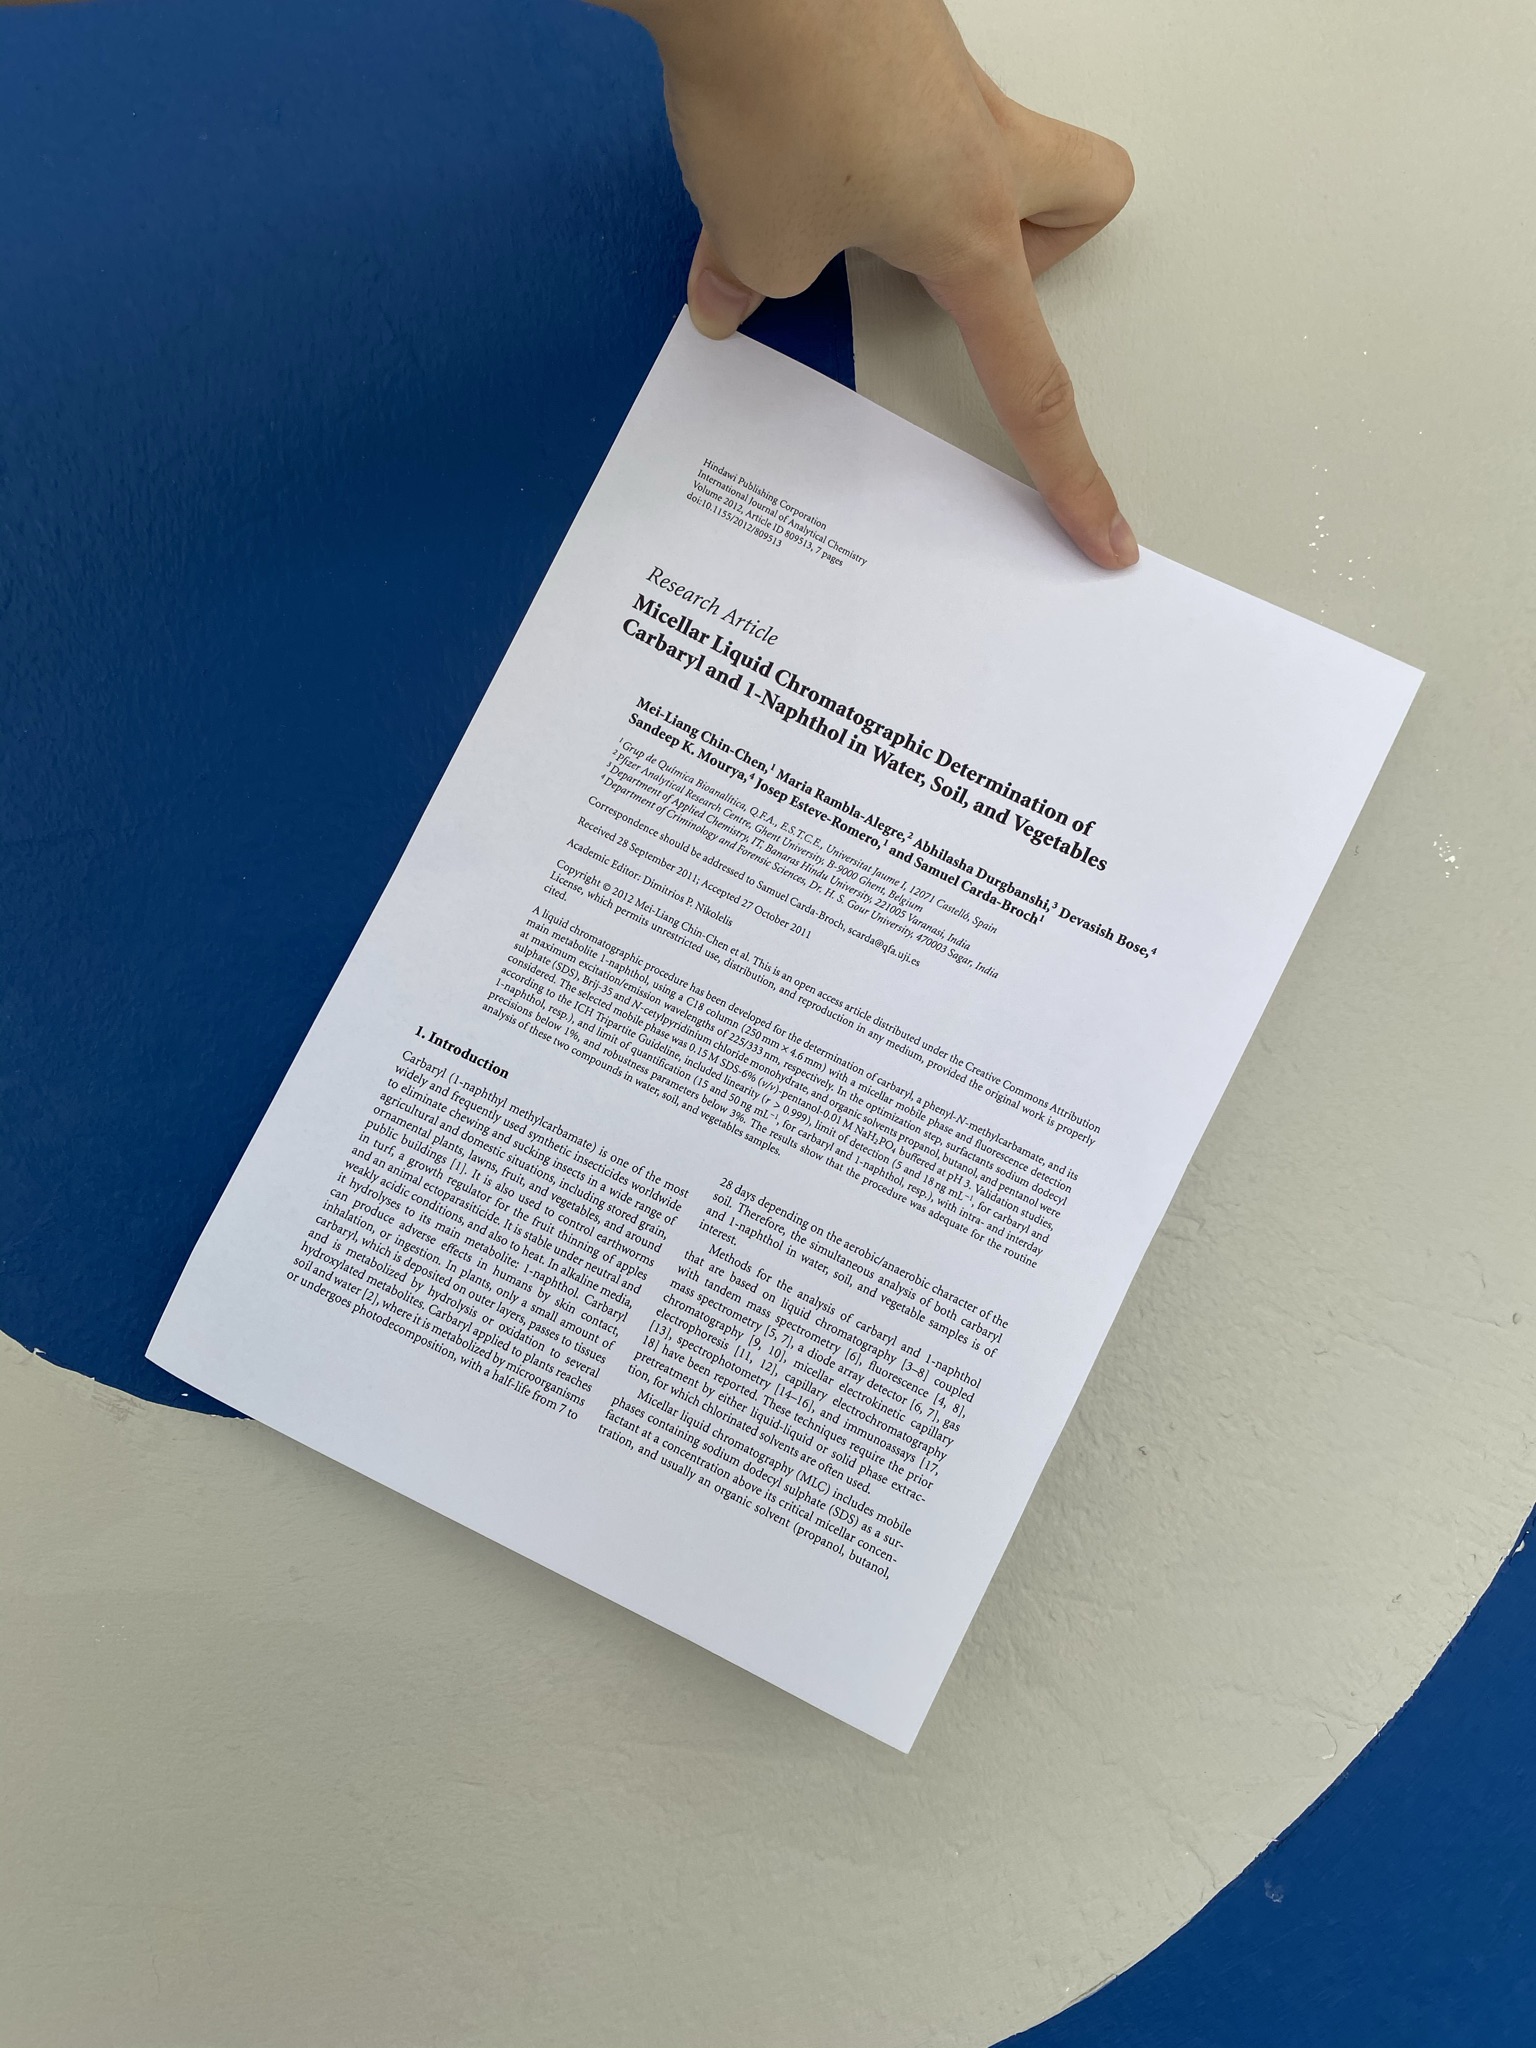 Hindawi Publishing Corporation
International Journal of Analytical Chemistry
Volume 2012, Article ID 809513, 7 pages
doi:10.1155/2012/809513
Research Article
Micellar Liquid Chromatographic Determination of
Carbaryl and 1-Naphthol in Water, Soil, and Vegetables
Mei-Liang Chin-Chen,¹ Maria Rambla-Alegre,² Abhilasha Durgbanshi,³ Devasish Bose,⁴
Sandeep K. Mourya,⁴ Josep Esteve-Romero,¹ and Samuel Carda-Broch¹
¹ Grup de Química Bioanalítica, Q.F.A., E.S.T.C.E., Universitat Jaume I, 12071 Castelló, Spain
² Pfizer Analytical Research Centre, Ghent University, B-9000 Ghent, Belgium
³ Department of Applied Chemistry, IT, Banaras Hindu University, 221005 Varanasi, India
⁴ Department of Criminology and Forensic Sciences, Dr. H. S. Gour University, 470003 Sagar, India
Correspondence should be addressed to Samuel Carda-Broch, scarda@qfa.uji.es
Received 28 September 2011; Accepted 27 October 2011
Academic Editor: Dimitrios P. Nikolelis
Copyright © 2012 Mei-Liang Chin-Chen et al. This is an open access article distributed under the Creative Commons Attribution
License, which permits unrestricted use, distribution, and reproduction in any medium, provided the original work is properly
cited.
A liquid chromatographic procedure has been developed for the determination of carbaryl, a phenyl-N-methylcarbamate, and its
main metabolite 1-naphthol, using a C18 column (250 mm × 4.6 mm) with a micellar mobile phase and fluorescence detection
at maximum excitation/emission wavelengths of 225/333 nm, respectively. In the optimization step, surfactants sodium dodecyl
sulphate (SDS), Brij-35 and N-cetylpyridinium chloride monohydrate, and organic solvents propanol, butanol, and pentanol were
considered. The selected mobile phase was 0.15 M SDS-6% (v/v)-pentanol-0.01 M NaH₂PO₄ buffered at pH 3. Validation studies,
according to the ICH Tripartite Guideline, included linearity (r > 0.999), limit of detection (5 and 18 ng mL⁻¹, for carbaryl and
1-naphthol, resp.), and limit of quantification (15 and 50 ng mL⁻¹, for carbaryl and 1-naphthol, resp.), with intra- and interday
precisions below 1%, and robustness parameters below 3%. The results show that the procedure was adequate for the routine
analysis of these two compounds in water, soil, and vegetables samples.
1. Introduction
Carbaryl (1-naphthyl methylcarbamate) is one of the most
widely and frequently used synthetic insecticides worldwide
to eliminate chewing and sucking insects in a wide range of
agricultural and domestic situations, including stored grain,
ornamental plants, lawns, fruit, and vegetables, and around
public buildings [1]. It is also used to control earthworms
in turf, a growth regulator for the fruit thinning of apples
and an animal ectoparasiticide. It is stable under neutral and
weakly acidic conditions, and also to heat. In alkaline media,
it hydrolyses to its main metabolite: 1-naphthol. Carbaryl
can produce adverse effects in humans by skin contact,
inhalation, or ingestion. In plants, only a small amount of
carbaryl, which is deposited on outer layers, passes to tissues
and is metabolized by hydrolysis or oxidation to several
hydroxylated metabolites. Carbaryl applied to plants reaches
soil and water [2], where it is metabolized by microorganisms
or undergoes photodecomposition, with a half-life from 7 to
28 days depending on the aerobic/anaerobic character of the
soil. Therefore, the simultaneous analysis of both carbaryl
and 1-naphthol in water, soil, and vegetable samples is of
interest.
Methods for the analysis of carbaryl and 1-naphthol
that are based on liquid chromatography [3–8] coupled
with tandem mass spectrometry [6], fluorescence [4, 8],
mass spectrometry [5, 7], a diode array detector [6, 7], gas
chromatography [9, 10], micellar electrokinetic capillary
electrophoresis [11, 12], capillary electrochromatography
[13], spectrophotometry [14–16], and immunoassays [17,
18] have been reported. These techniques require the prior
pretreatment by either liquid-liquid or solid phase extrac-
tion, for which chlorinated solvents are often used.
Micellar liquid chromatography (MLC) includes mobile
phases containing sodium dodecyl sulphate (SDS) as a sur-
factant at a concentration above its critical micellar concen-
tration, and usually an organic solvent (propanol, butanol,